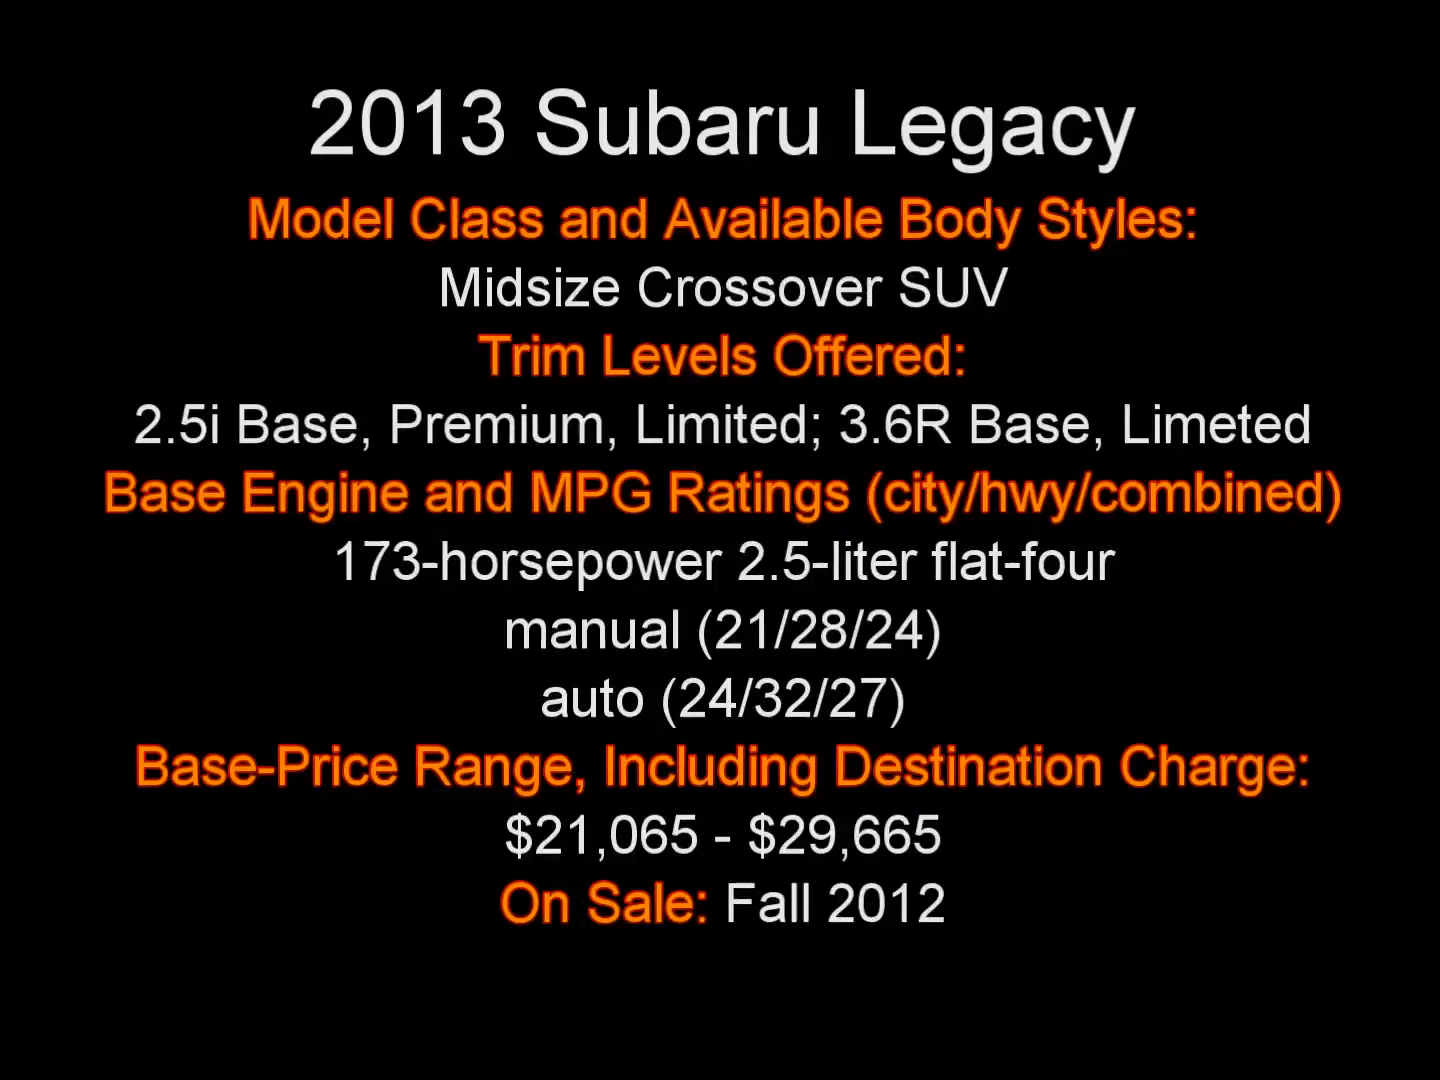 2013 Subaru Legacy
Model Class and Available Body Styles:
Midsize Crossover SUV
Trim Levels Offered:
2.5i Base, Premium, Limited; 3.6R Base, Limeted
Base Engine and MPG Ratings (city/hwy/combined)
173-horsepower 2.5-liter flat-four
manual (21/28/24)
auto (24/32/27)
Base-Price Range, Including Destination Charge:
$21,065 - $29,665
On Sale: Fall 2012